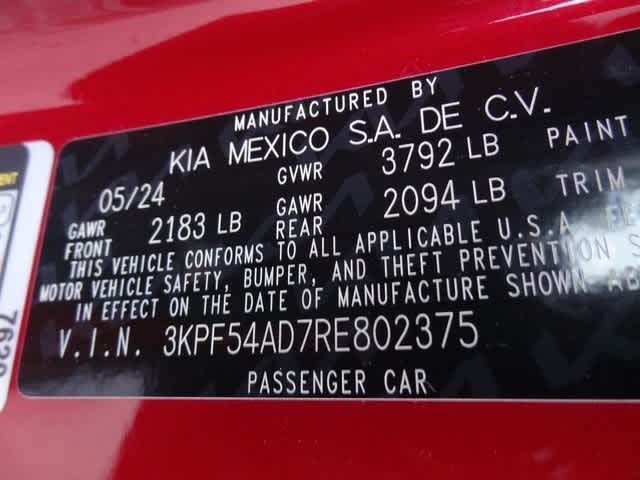 MANUFACTURED BY
KIA MEXICO S.A. DE C.V.
05/24 GVWR 3792 LB PAINT
GAWR FRONT 2183 LB GAWR REAR 2094 LB TRIM
THIS VEHICLE CONFORMS TO ALL APPLICABLE U.S.A FE
MOTOR VEHICLE SAFETY, BUMPER, AND THEFT PREVENTION S
IN EFFECT ON THE DATE OF MANUFACTURE SHOWN AB
V.I.N. 3KPF54AD7RE802375
PASSENGER CAR